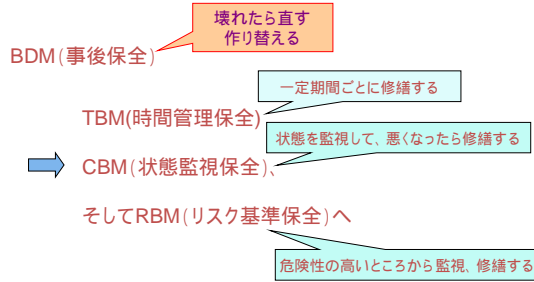 壊れたら直す
作り替える
BDM(事後保全)
一定期間ごとに修繕する
TBM(時間管理保全)
状態を監視して、悪くなったら修繕する
CBM(状態監視保全)、
そしてRBM(リスク基準保全)へ
危険性の高いところから監視、修繕する